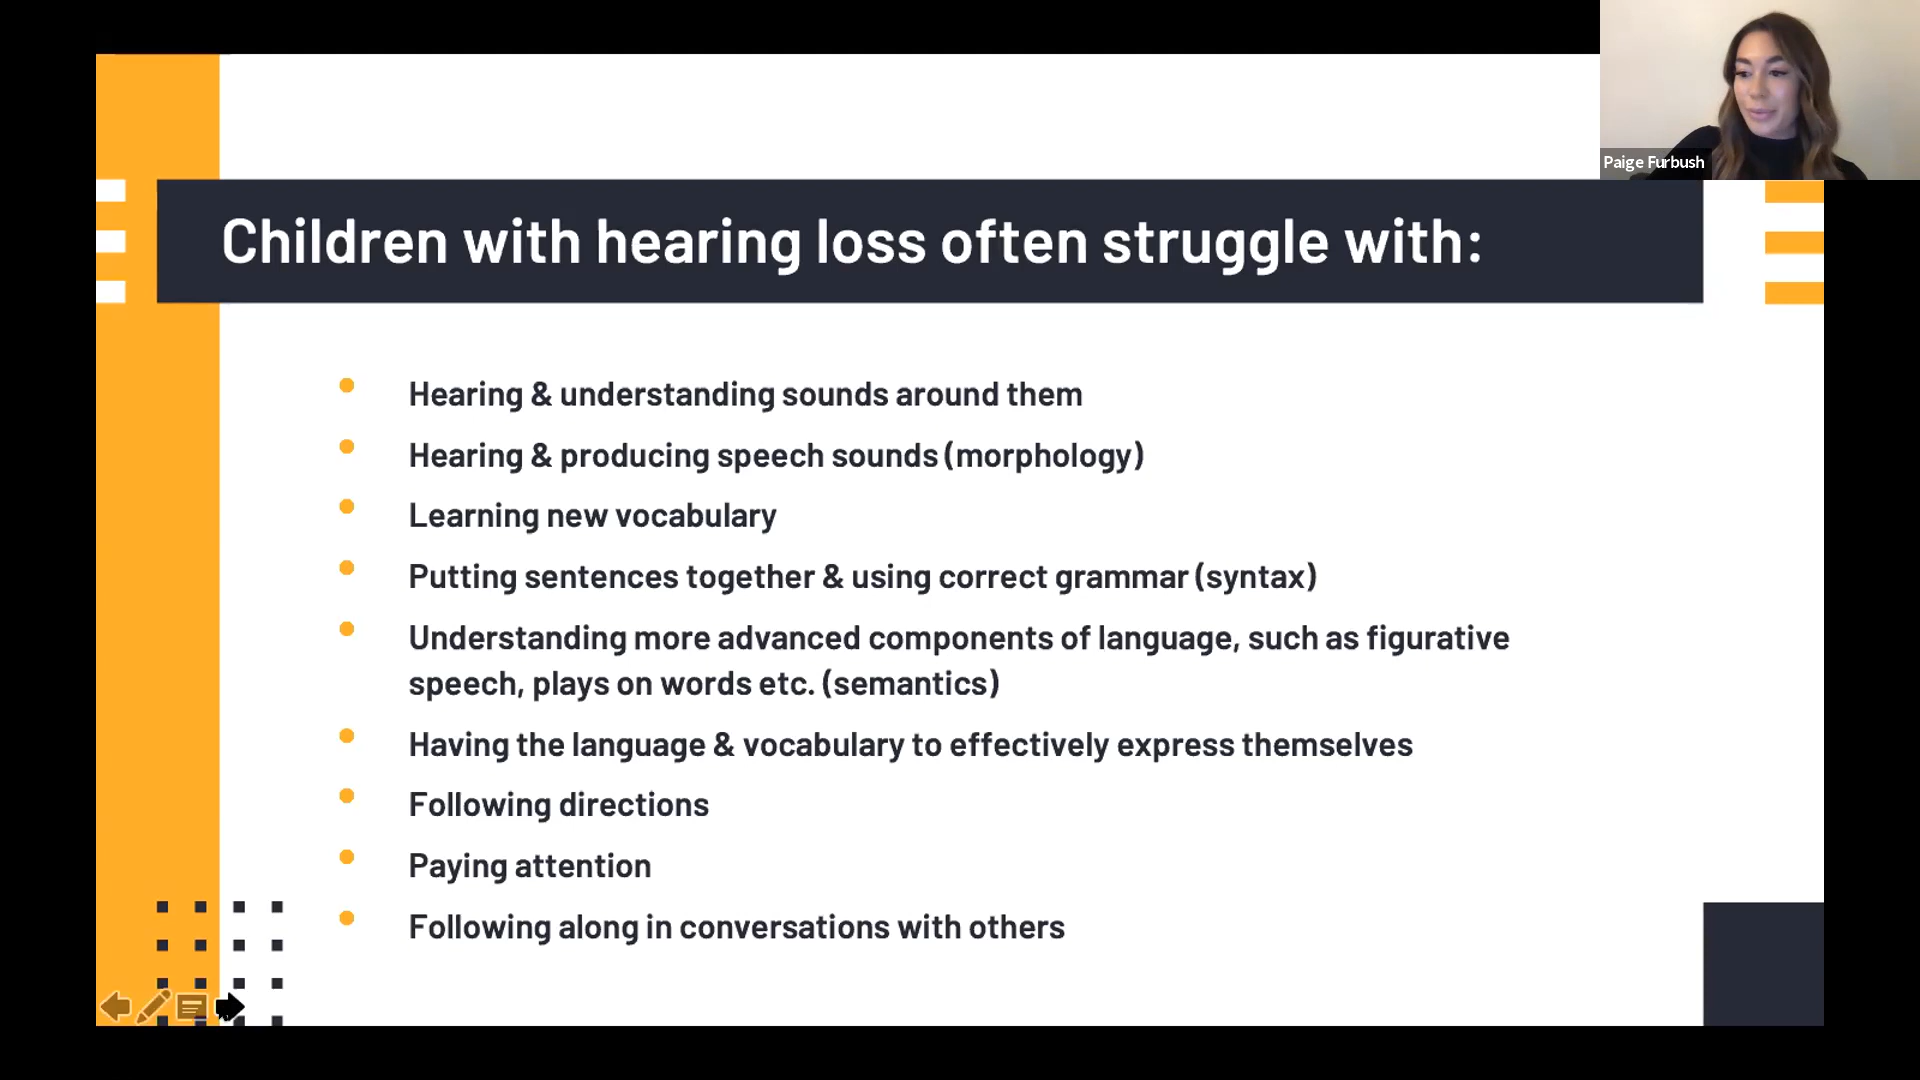 Paige Furbush
Children with hearing loss often struggle with:
Hearing & understanding sounds around them
Hearing & producing speech sounds (morphology)
Learning new vocabulary
Putting sentences together & using correct grammar (syntax)
Understanding more advanced components of language, such as figurative
speech, plays on words etc. (semantics)
Having the language & vocabulary to effectively express themselves
Following directions
Paying attention
Following along in conversations with others